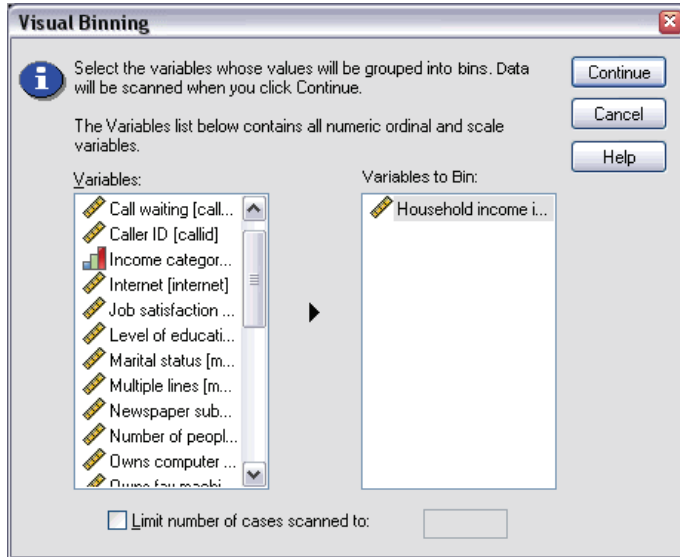 Visual Binning
Select the variables whose values will be grouped into bins. Data
will be scanned when you click Continue.
The Variables list below contains all numeric ordinal and scale
variables.
Continue
Cancel
Help
Variables:
Call waiting [call...
Caller ID [callid]
Income categor...
Internet [internet]
Job satisfaction ...
Level of educati...
Marital status [m...
Multiple lines [m...
Newspaper sub...
Number of peopl...
Owns computer ...
Owns fax machi...
Variables to Bin:
Household income i...
Limit number of cases scanned to: